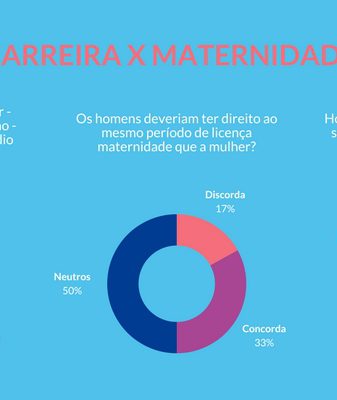 ARREIRA X MATERNIDAD
r -
o -
lio
Os homens deveriam ter direito ao
mesmo período de licença
maternidade que a mulher?
Ho
s
Discorda
17%
Neutros
50%
Concorda
33%